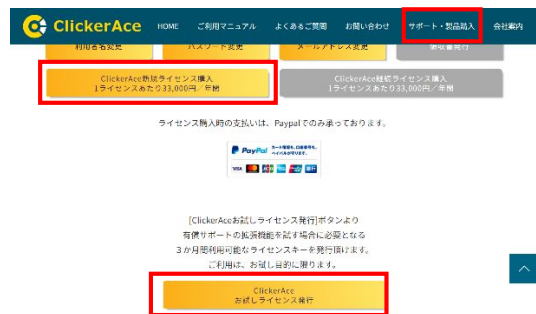 ClickerAce HOME ご利用マニュアル よくあるご質問 お問い合わせ サポート・製品購入 会社案内
利用者名変更 パスワード変更 メールアドレス変更 領収書発行
ClickerAce新規ライセンス購入
1ライセンスあたり33,000円／年間
ClickerAce継続ライセンス購入
1ライセンスあたり33,000円／年間
ライセンス購入時の支払いは、Paypalでのみ承っております。
PayPal
VISA 銀行
[ClickerAceお試しライセンス発行]ボタンより
有償サポートの拡張機能を試す場合に必要となる
３か月間利用可能なライセンスキーを発行頂けます。
ご利用は、お試し目的に限ります。
ClickerAce
お試しライセンス発行